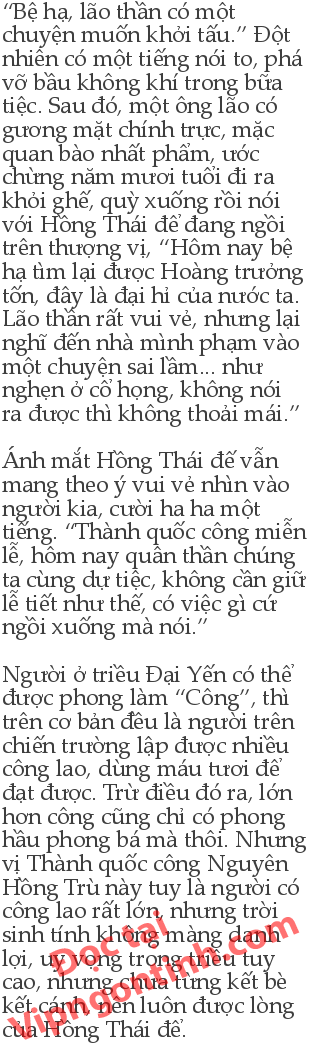 “Bệ hạ, lão thần có một
chuyện muốn khởi tấu.” Đột
nhiên có một tiếng nói to, phá
vỡ bầu không khí trong bữa
tiệc. Sau đó, một ông lão có
gương mặt chính trực, mặc
quan bào nhất phẩm, ước
chừng năm mươi tuổi đi ra
khỏi ghế, quỳ xuống rồi nói
với Hồng Thái để đang ngồi
trên thượng vị, “Hôm nay bệ
hạ tìm lại được Hoàng trưởng
tốn, đây là đại hỉ của nước ta.
Lão thần rất vui vẻ, nhưng lại
nghĩ đến nhà mình phạm vào
một chuyện sai lầm... như
nghẹn ở cổ họng, không nói
ra được thì không thoải mái.”
Ánh mắt Hồng Thái đế vẫn
mang theo ý vui vẻ nhìn vào
người kia, cười ha ha một
tiếng. “Thành quốc công miễn
lễ, hôm nay quân thần chúng
ta cùng dự tiệc, không cần giữ
lễ tiết như thế, có việc gì cứ
ngồi xuống mà nói.”
Người ở triều Đại Yến có thể
được phong làm “Công”, thì
trên cơ bản đều là người trên
chiến trường lập được nhiều
công lao, dùng máu tươi để
đạt được. Trừ điều đó ra, lớn
hơn công cũng chỉ có phong
hầu phong bá mà thôi. Nhưng
vị Thành quốc công Nguyên
Hồng Trù này tuy là người có
công lao rất lớn, nhưng trời
sinh tính không màng danh
lợi, uy vọng trong triều tuy
cao, nhưng chưa từng kết bè
kết cánh, nên luôn được lòng
của Hồng Thái để.
Đọc tại
Vipngontinh.com